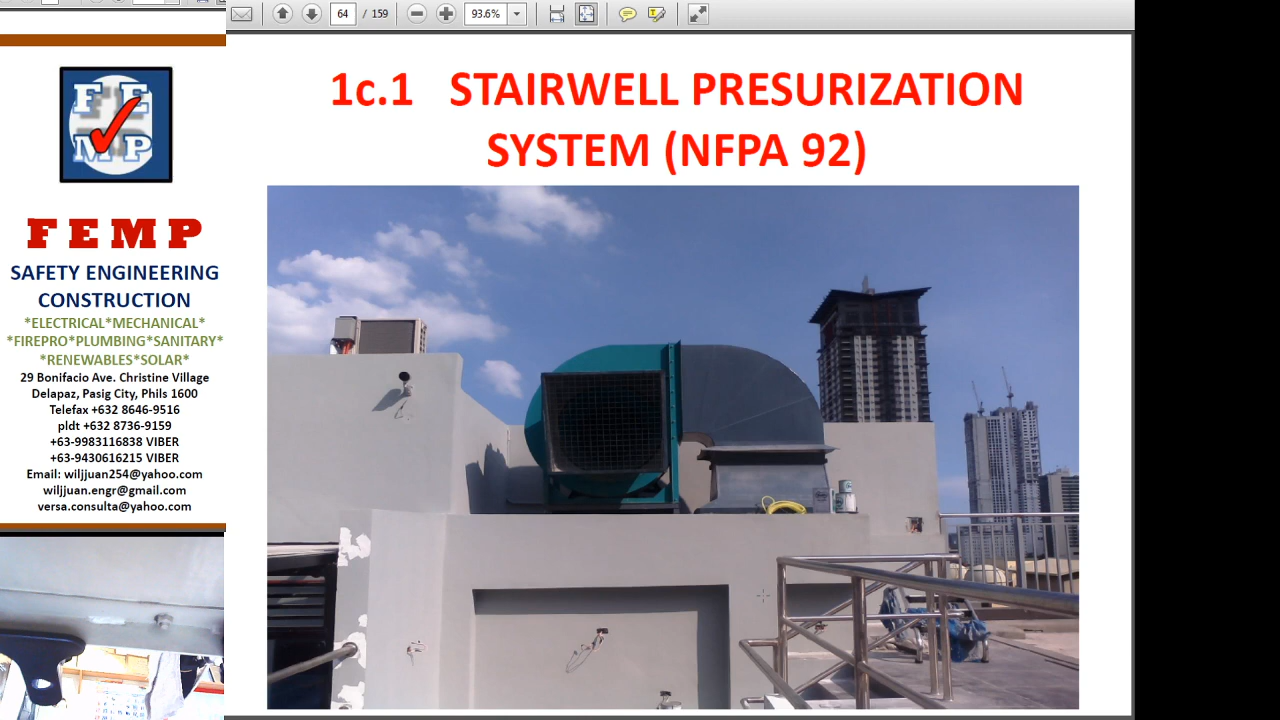 64 / 159
93.6%
1c.1 STAIRWELL PRESURIZATION
SYSTEM (NFPA 92)
F E
M P
F E M P
SAFETY ENGINEERING
CONSTRUCTION
*ELECTRICAL*MECHANICAL*
*FIREPRO*PLUMBING*SANITARY*
*RENEWABLES*SOLAR*
29 Bonifacio Ave. Christine Village
Delapaz, Pasig City, Phils 1600
Telefax +632 8646-9516
pldt +632 8736-9159
+63-9983116838 VIBER
+63-9430616215 VIBER
Email: wiljjuan254@yahoo.com
wiljjuan.engr@gmail.com
versa.consulta@yahoo.com